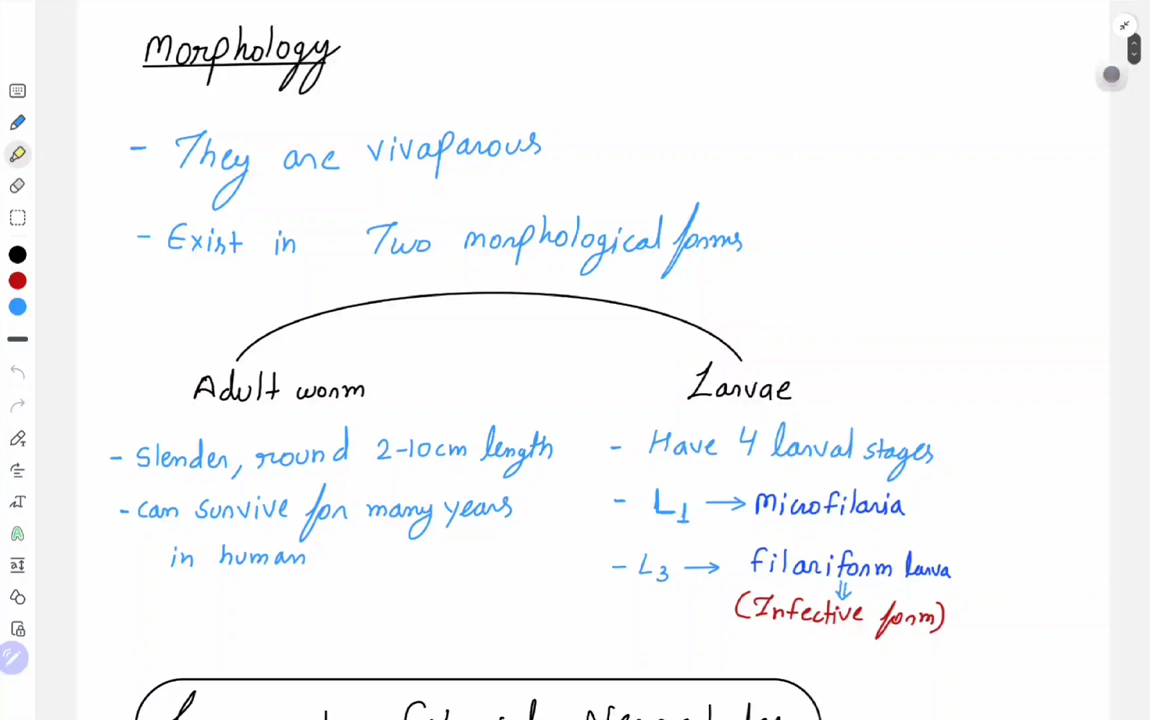 Morphology
- They are vivaparous
- Exist in Two morphological forms
Adult worm
- Slender, round 2-10cm length
- can survive for many years
in human
Larvae
- Have 4 larval stages
- L1 → Microfilaria
- L3 → filariform larva
⇓
(Infective form)